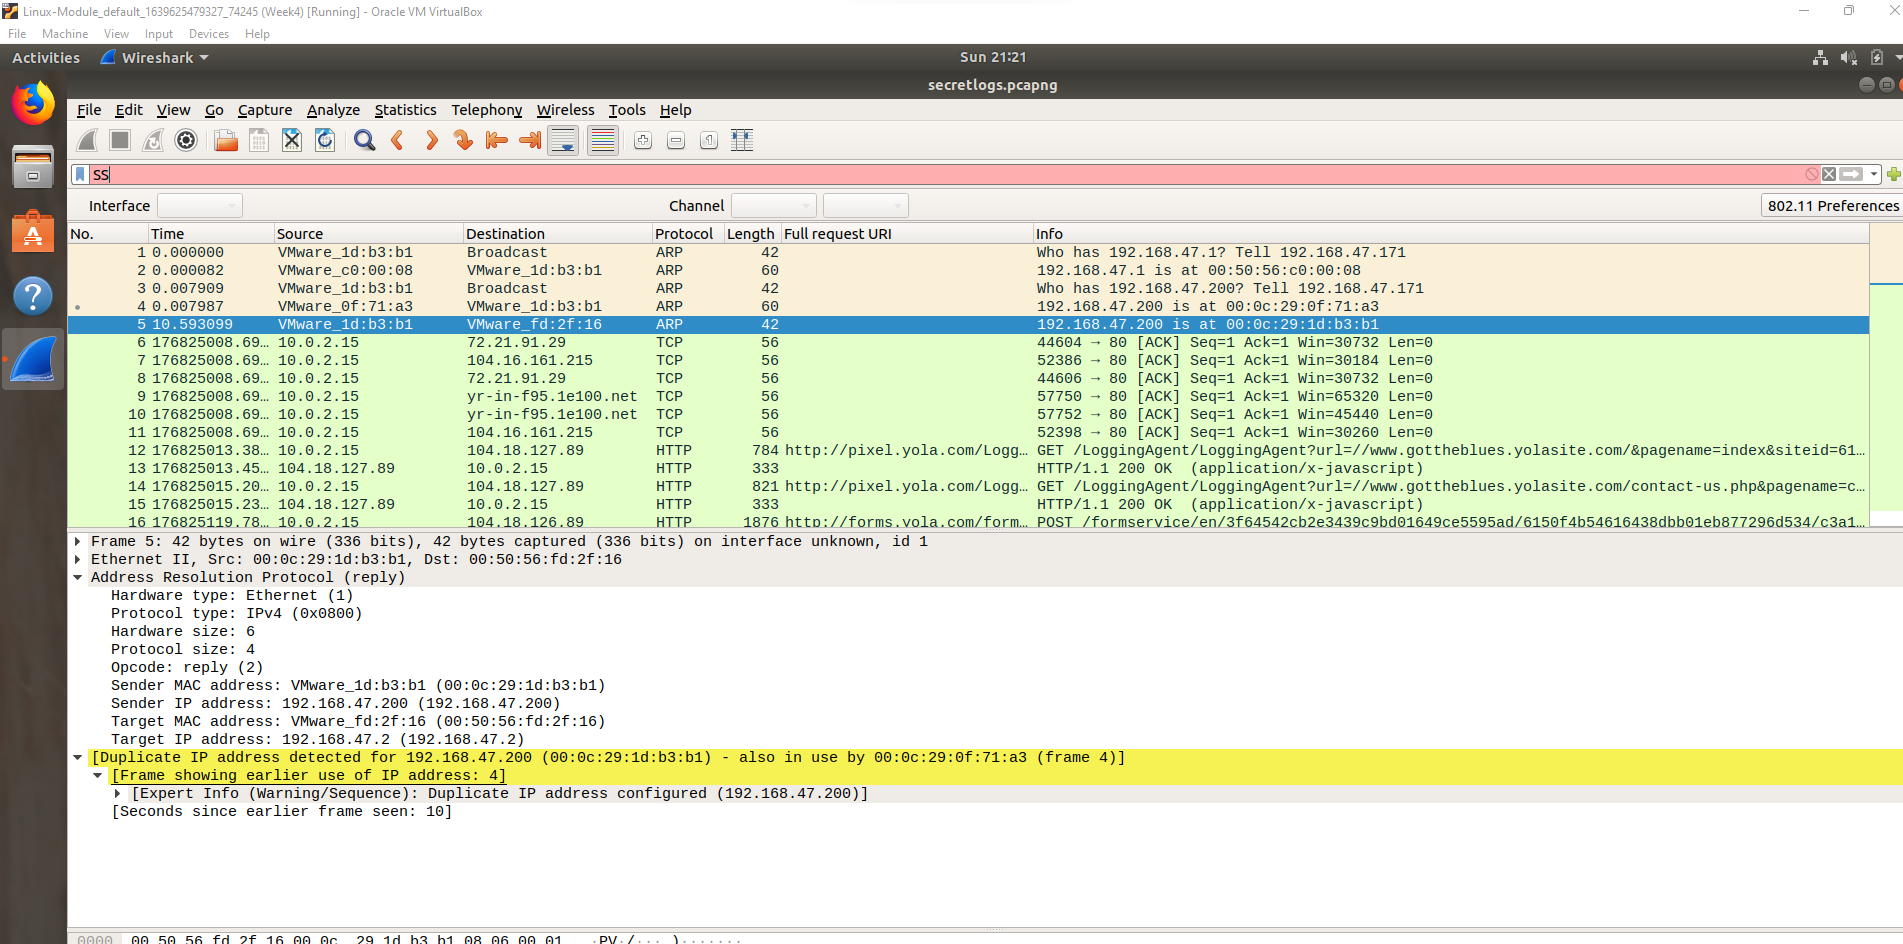 Linux-Module_default_1639625479327_74245 (Week4) [Running] - Oracle VM VirtualBox
File Machine View Input Devices Help
Activities Wireshark Sun 21:21
secretlogs.pcapng
File Edit View Go Capture Analyze Statistics Telephony Wireless Tools Help
SS
Interface Channel 802.11 Preferences
No. Time Source Destination Protocol Length Full request URI Info
1 0.000000 VMware_1d:b3:b1 Broadcast ARP 42 Who has 192.168.47.1? Tell 192.168.47.171
2 0.000082 VMware_c0:00:08 VMware_1d:b3:b1 ARP 60 192.168.47.1 is at 00:50:56:c0:00:08
3 0.007909 VMware_1d:b3:b1 Broadcast ARP 42 Who has 192.168.47.200? Tell 192.168.47.171
4 0.007987 VMware_0f:71:a3 VMware_1d:b3:b1 ARP 60 192.168.47.200 is at 00:0c:29:0f:71:a3
5 10.593099 VMware_1d:b3:b1 VMware_fd:2f:16 ARP 42 192.168.47.200 is at 00:0c:29:1d:b3:b1
6 176825008.69… 10.0.2.15 72.21.91.29 TCP 56 44604 → 80 [ACK] Seq=1 Ack=1 Win=30732 Len=0
7 176825008.69… 10.0.2.15 104.16.161.215 TCP 56 52386 → 80 [ACK] Seq=1 Ack=1 Win=30184 Len=0
8 176825008.69… 10.0.2.15 72.21.91.29 TCP 56 44606 → 80 [ACK] Seq=1 Ack=1 Win=30732 Len=0
9 176825008.69… 10.0.2.15 yr-in-f95.1e100.net TCP 56 57750 → 80 [ACK] Seq=1 Ack=1 Win=65320 Len=0
10 176825008.69… 10.0.2.15 yr-in-f95.1e100.net TCP 56 57752 → 80 [ACK] Seq=1 Ack=1 Win=45440 Len=0
11 176825008.69… 10.0.2.15 104.16.161.215 TCP 56 52398 → 80 [ACK] Seq=1 Ack=1 Win=30260 Len=0
12 176825013.38… 10.0.2.15 104.18.127.89 HTTP 784 http://pixel.yola.com/Logg… GET /LoggingAgent/LoggingAgent?url=//www.gottheblues.yolasite.com/&pagename=index&siteid=61…
13 176825013.45… 104.18.127.89 10.0.2.15 HTTP 333 HTTP/1.1 200 OK (application/x-javascript)
14 176825015.20… 10.0.2.15 104.18.127.89 HTTP 821 http://pixel.yola.com/Logg… GET /LoggingAgent/LoggingAgent?url=//www.gottheblues.yolasite.com/contact-us.php&pagename=c…
15 176825015.23… 104.18.127.89 10.0.2.15 HTTP 333 HTTP/1.1 200 OK (application/x-javascript)
16 176825119.78… 10.0.2.15 104.18.126.89 HTTP 1876 http://forms.yola.com/form… POST /formservice/en/3f64542cb2e3439c9bd01649ce5595ad/6150f4b54616438dbb01eb877296d534/c3a1…
Frame 5: 42 bytes on wire (336 bits), 42 bytes captured (336 bits) on interface unknown, id 1
Ethernet II, Src: 00:0c:29:1d:b3:b1, Dst: 00:50:56:fd:2f:16
Address Resolution Protocol (reply)
Hardware type: Ethernet (1)
Protocol type: IPv4 (0x0800)
Hardware size: 6
Protocol size: 4
Opcode: reply (2)
Sender MAC address: VMware_1d:b3:b1 (00:0c:29:1d:b3:b1)
Sender IP address: 192.168.47.200 (192.168.47.200)
Target MAC address: VMware_fd:2f:16 (00:50:56:fd:2f:16)
Target IP address: 192.168.47.2 (192.168.47.2)
[Duplicate IP address detected for 192.168.47.200 (00:0c:29:1d:b3:b1) - also in use by 00:0c:29:0f:71:a3 (frame 4)]
[Frame showing earlier use of IP address: 4]
[Expert Info (Warning/Sequence): Duplicate IP address configured (192.168.47.200)]
[Seconds since earlier frame seen: 10]
0000 00 50 56 fd 2f 16 00 0c 29 1d b3 b1 08 06 00 01 ·PV·/··· )·······